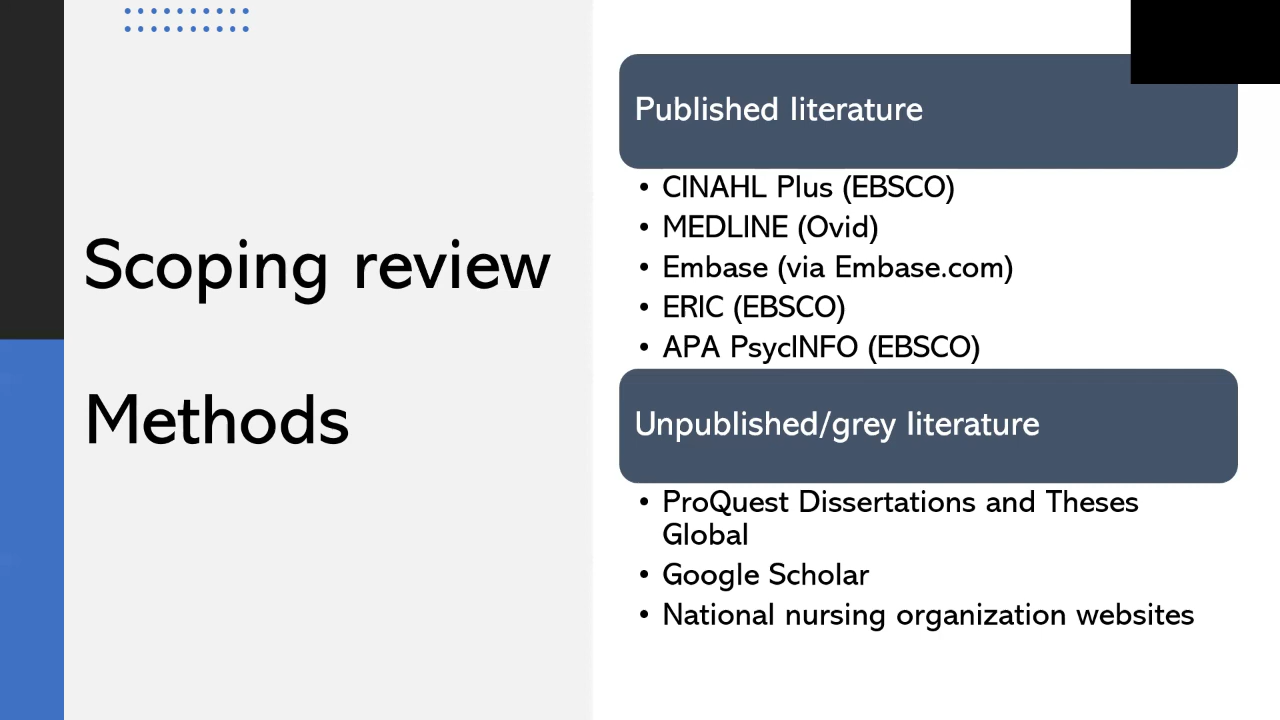 Scoping review
Methods
Published literature
• CINAHL Plus (EBSCO)
• MEDLINE (Ovid)
• Embase (via Embase.com)
• ERIC (EBSCO)
• APA PsycINFO (EBSCO)
Unpublished/grey literature
• ProQuest Dissertations and Theses
Global
• Google Scholar
• National nursing organization websites